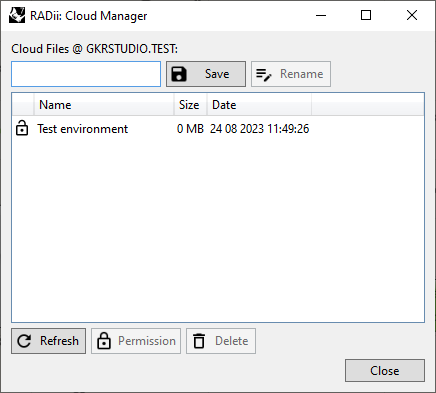 RADii: Cloud Manager
Cloud Files @ GKRSTUDIO.TEST:
Save Rename
Name Size Date
Test environment 0 MB 24 08 2023 11:49:26
Refresh Permission Delete
Close